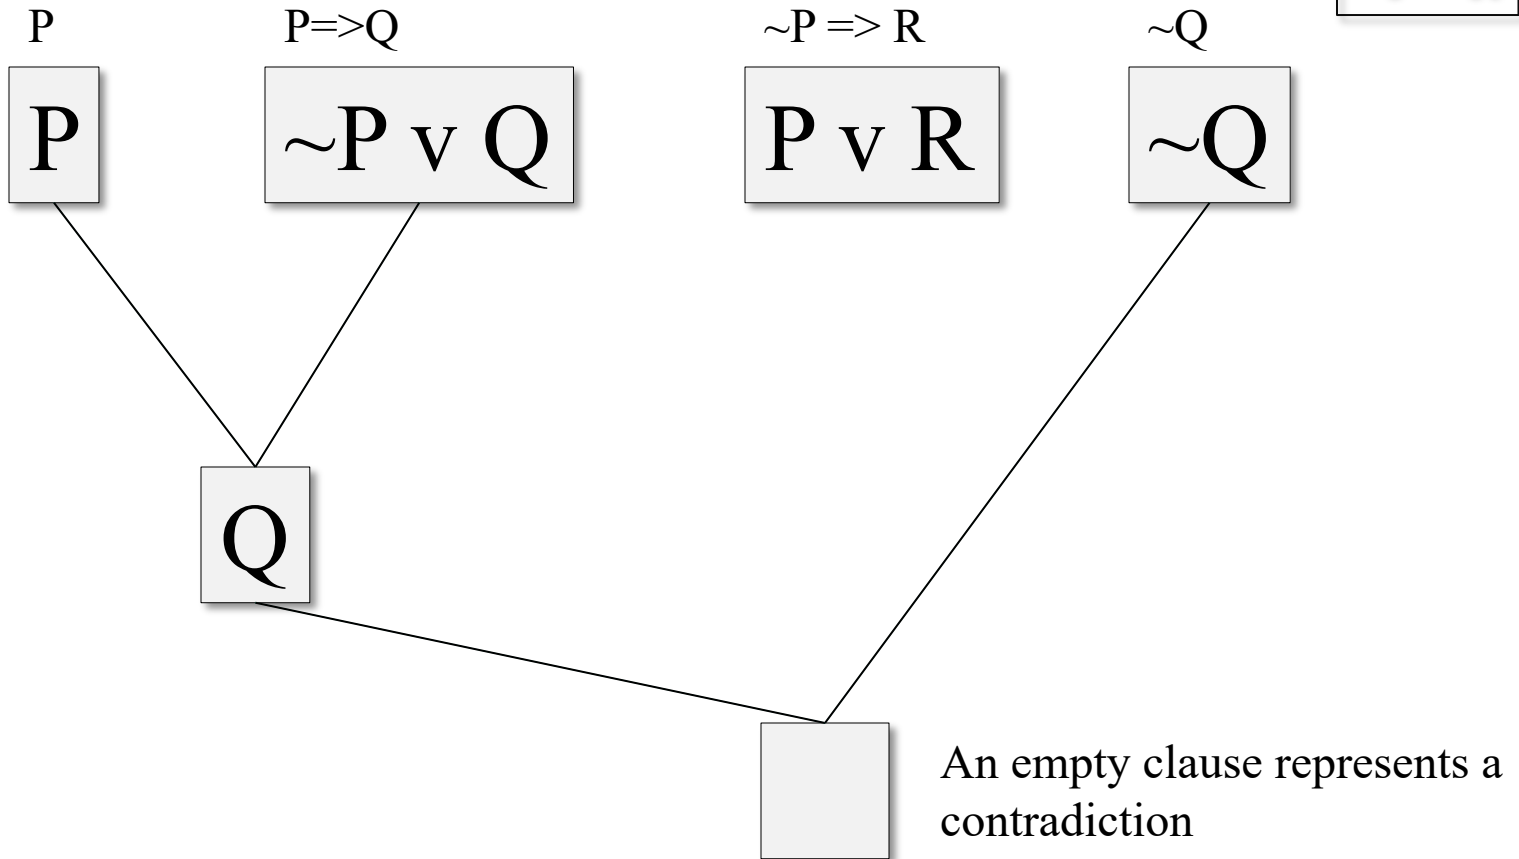 P P=>Q ~P => R ~Q
P ~P v Q P v R ~Q
Q
An empty clause represents a
contradiction